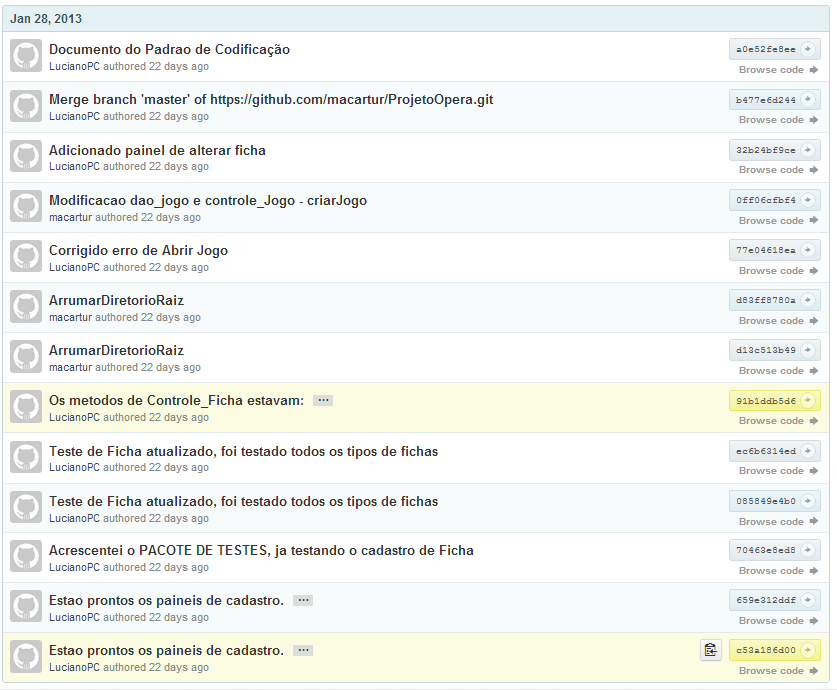 Jan 28, 2013
Documento do Padrao de Codificação
a0e52fe8ee
LucianoPC authored 22 days ago
Browse code
Merge branch 'master' of https://github.com/macartur/ProjetoOpera.git
b477e6d244
LucianoPC authored 22 days ago
Browse code
Adicionado painel de alterar ficha
32b24bf9ce
LucianoPC authored 22 days ago
Browse code
Modificacao dao_jogo e controle_Jogo - criarJogo
0ff06cfbf4
macartur authored 22 days ago
Browse code
Corrigido erro de Abrir Jogo
77e04618ea
LucianoPC authored 22 days ago
Browse code
ArrumarDiretorioRaiz
d83ff8780a
macartur authored 22 days ago
Browse code
ArrumarDiretorioRaiz
d13c513b49
macartur authored 22 days ago
Browse code
Os metodos de Controle_Ficha estavam: ...
91b1ddb5d6
LucianoPC authored 22 days ago
Browse code
Teste de Ficha atualizado, foi testado todos os tipos de fichas
ec6b6314ed
LucianoPC authored 22 days ago
Browse code
Teste de Ficha atualizado, foi testado todos os tipos de fichas
085849e4b0
LucianoPC authored 22 days ago
Browse code
Acrescentei o PACOTE DE TESTES, ja testando o cadastro de Ficha
70463e8ed8
LucianoPC authored 22 days ago
Browse code
Estao prontos os paineis de cadastro. ...
659e312ddf
LucianoPC authored 22 days ago
Browse code
Estao prontos os paineis de cadastro. ...
c53a186d00
LucianoPC authored 22 days ago
Browse code